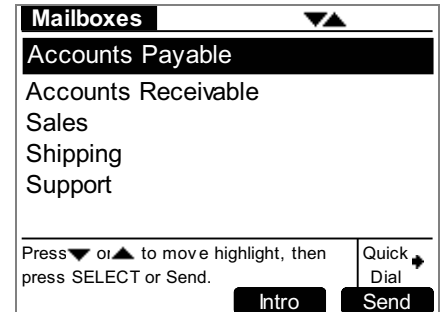 Mailboxes ▼▲
Accounts Payable
Accounts Receivable
Sales
Shipping
Support
Press ▼ or ▲ to move highlight, then
press SELECT or Send.
Quick
Dial
Intro Send